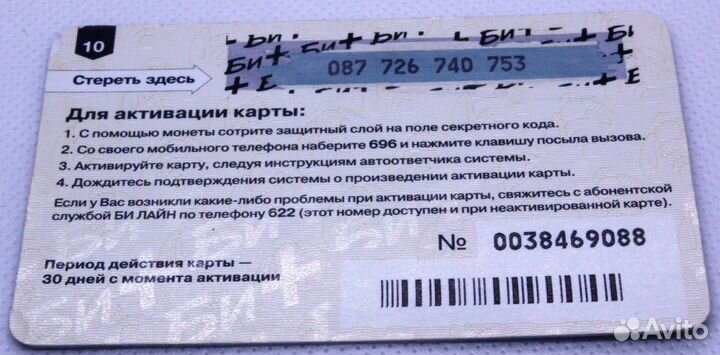 10
Стереть здесь
087 726 740 753
Для активации карты:
1. С помощью монеты сотрите защитный слой на поле секретного кода.
2. Со своего мобильного телефона наберите 696 и нажмите клавишу посыла вызова.
3. Активируйте карту, следуя инструкциям автоответчика системы.
4. Дождитесь подтверждения системы о произведении активации карты.
Если у Вас возникли какие-либо проблемы при активации карты, свяжитесь с абонентской
службой БИ ЛАЙН по телефону 622 (этот номер доступен и при неактивированной карте).
№ 0038469088
Период действия карты —
30 дней с момента активации
БИ+ БИ+
Avito